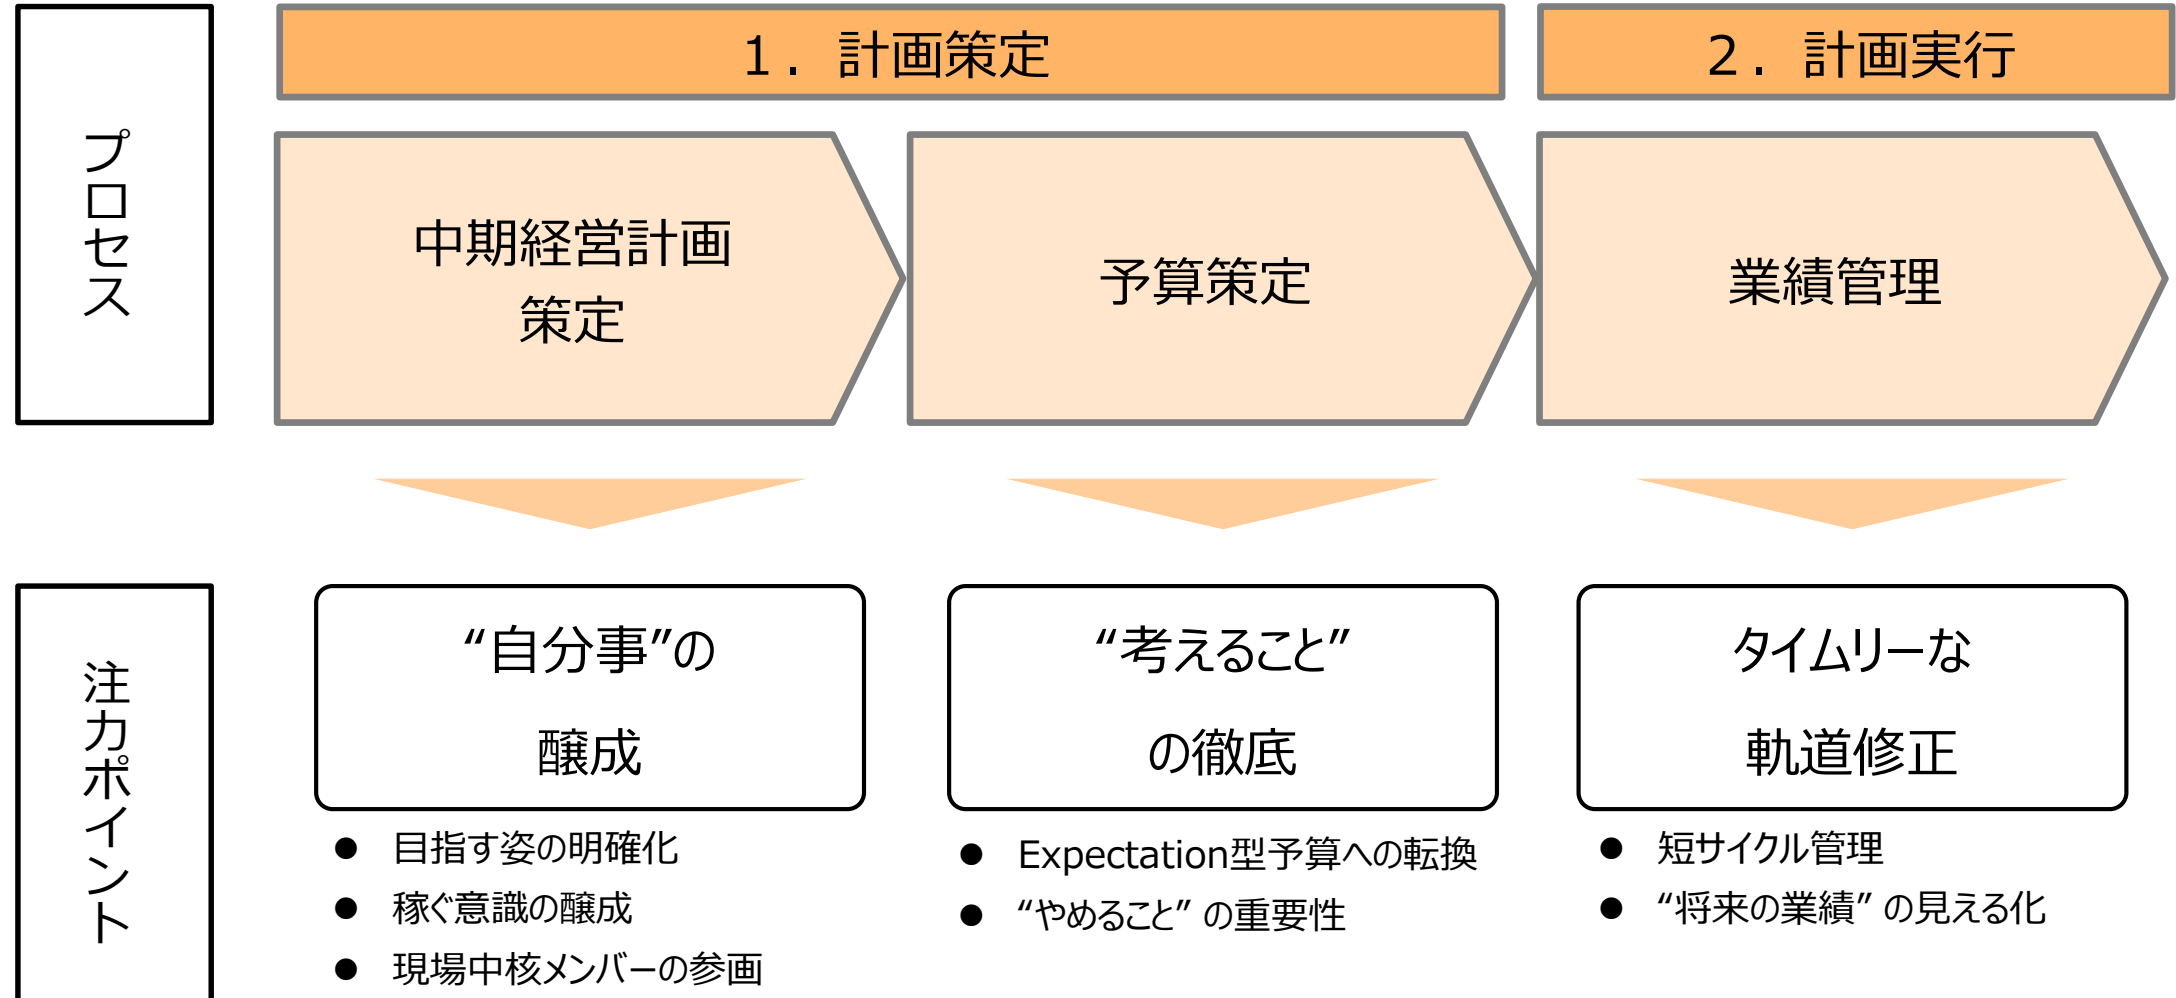 プロセス
1. 計画策定
2. 計画実行
中期経営計画
策定
予算策定
業績管理
注力ポイント
“自分事”の
醸成
“考えること”
の徹底
タイムリーな
軌道修正
● 目指す姿の明確化
● 稼ぐ意識の醸成
● 現場中核メンバーの参画
● Expectation型予算への転換
● “やめること” の重要性
● 短サイクル管理
● “将来の業績” の見える化